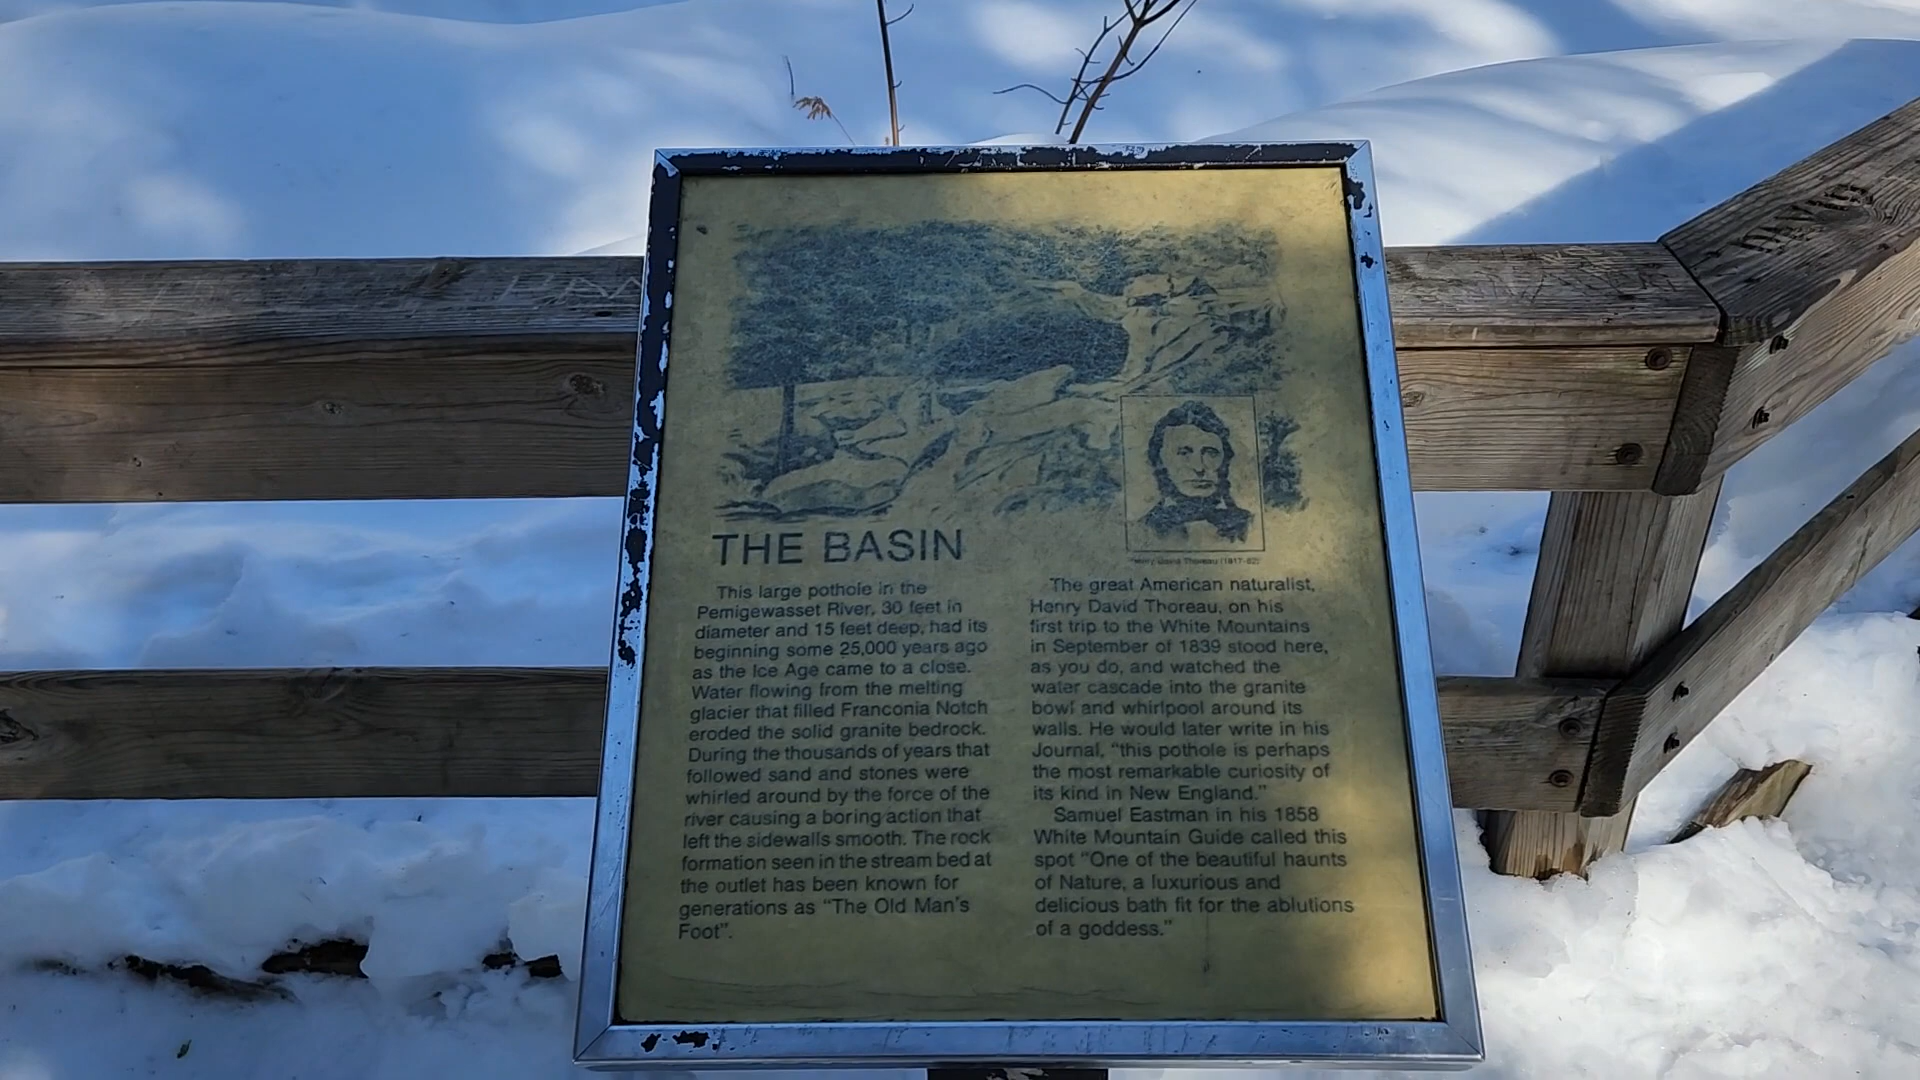 DAVIS
THE BASIN
This large pothole in the
Pemigewasset River, 30 feet in
diameter and 15 feet deep, had its
beginning some 25,000 years ago
as the Ice Age came to a close.
Water flowing from the melting
glacier that filled Franconia Notch
eroded the solid granite bedrock.
During the thousands of years that
followed sand and stones were
whirled around by the force of the
river causing a boring action that
left the sidewalls smooth. The rock
formation seen in the stream bed at
the outlet has been known for
generations as “The Old Man's
Foot”.
Henry David Thoreau (1817-62)
The great American naturalist,
Henry David Thoreau, on his
first trip to the White Mountains
in September of 1839 stood here,
as you do, and watched the
water cascade into the granite
bowl and whirlpool around its
walls. He would later write in his
Journal, “this pothole is perhaps
the most remarkable curiosity of
its kind in New England.”
Samuel Eastman in his 1858
White Mountain Guide called this
spot “One of the beautiful haunts
of Nature, a luxurious and
delicious bath fit for the ablutions
of a goddess.”